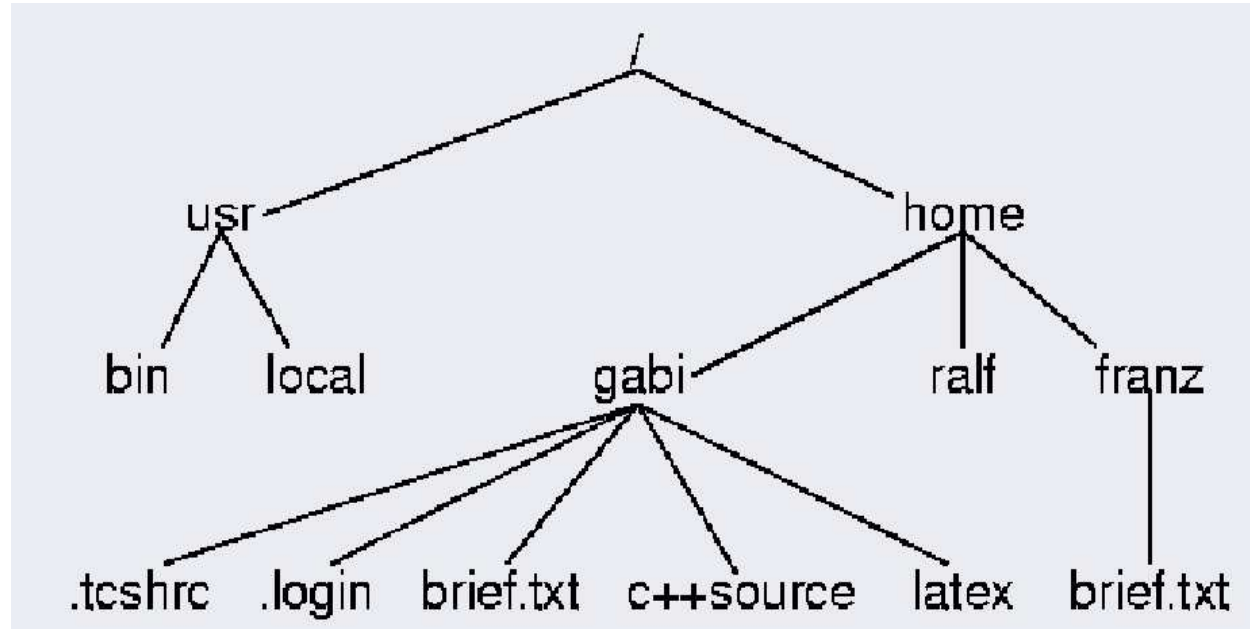 /
usr home
bin local gabi ralf franz
.tcshrc .login brief.txt c++source latex brief.txt